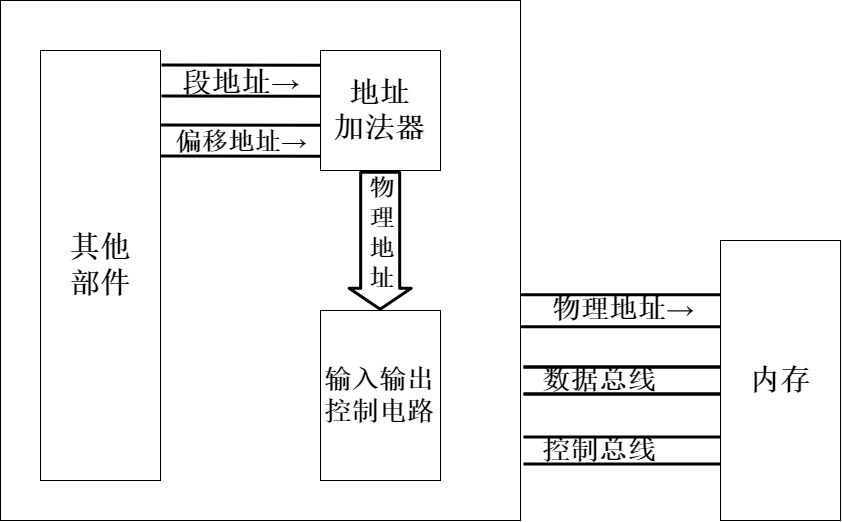 段地址→
偏移地址→
地址
加法器
物
理
地
址
其他
部件
输入输出
控制电路
物理地址→
数据总线
控制总线
内存